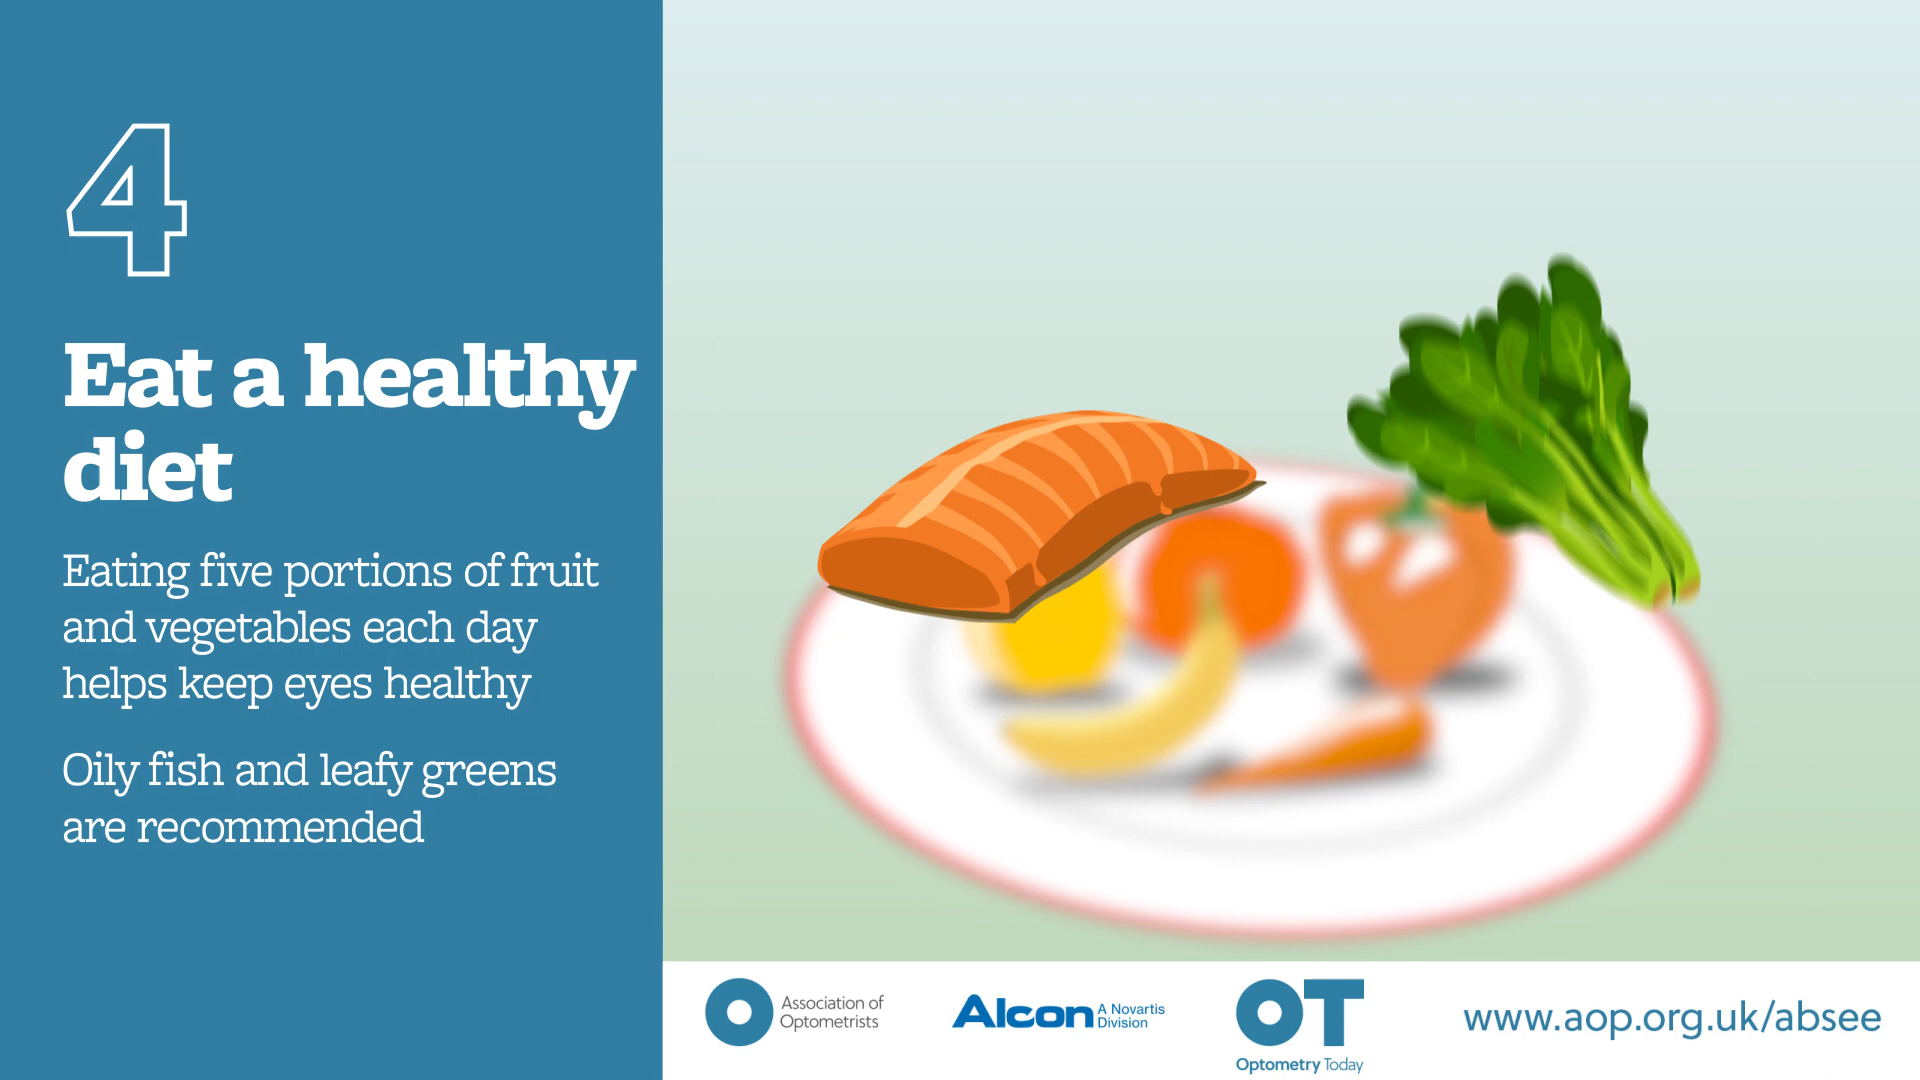 4
Eat a healthy
diet
Eating five portions of fruit
and vegetables each day
helps keep eyes healthy
Oily fish and leafy greens
are recommended
Association of
Optometrists
Alcon A Novartis
Division
OT
Optometry Today
www.aop.org.uk/absee